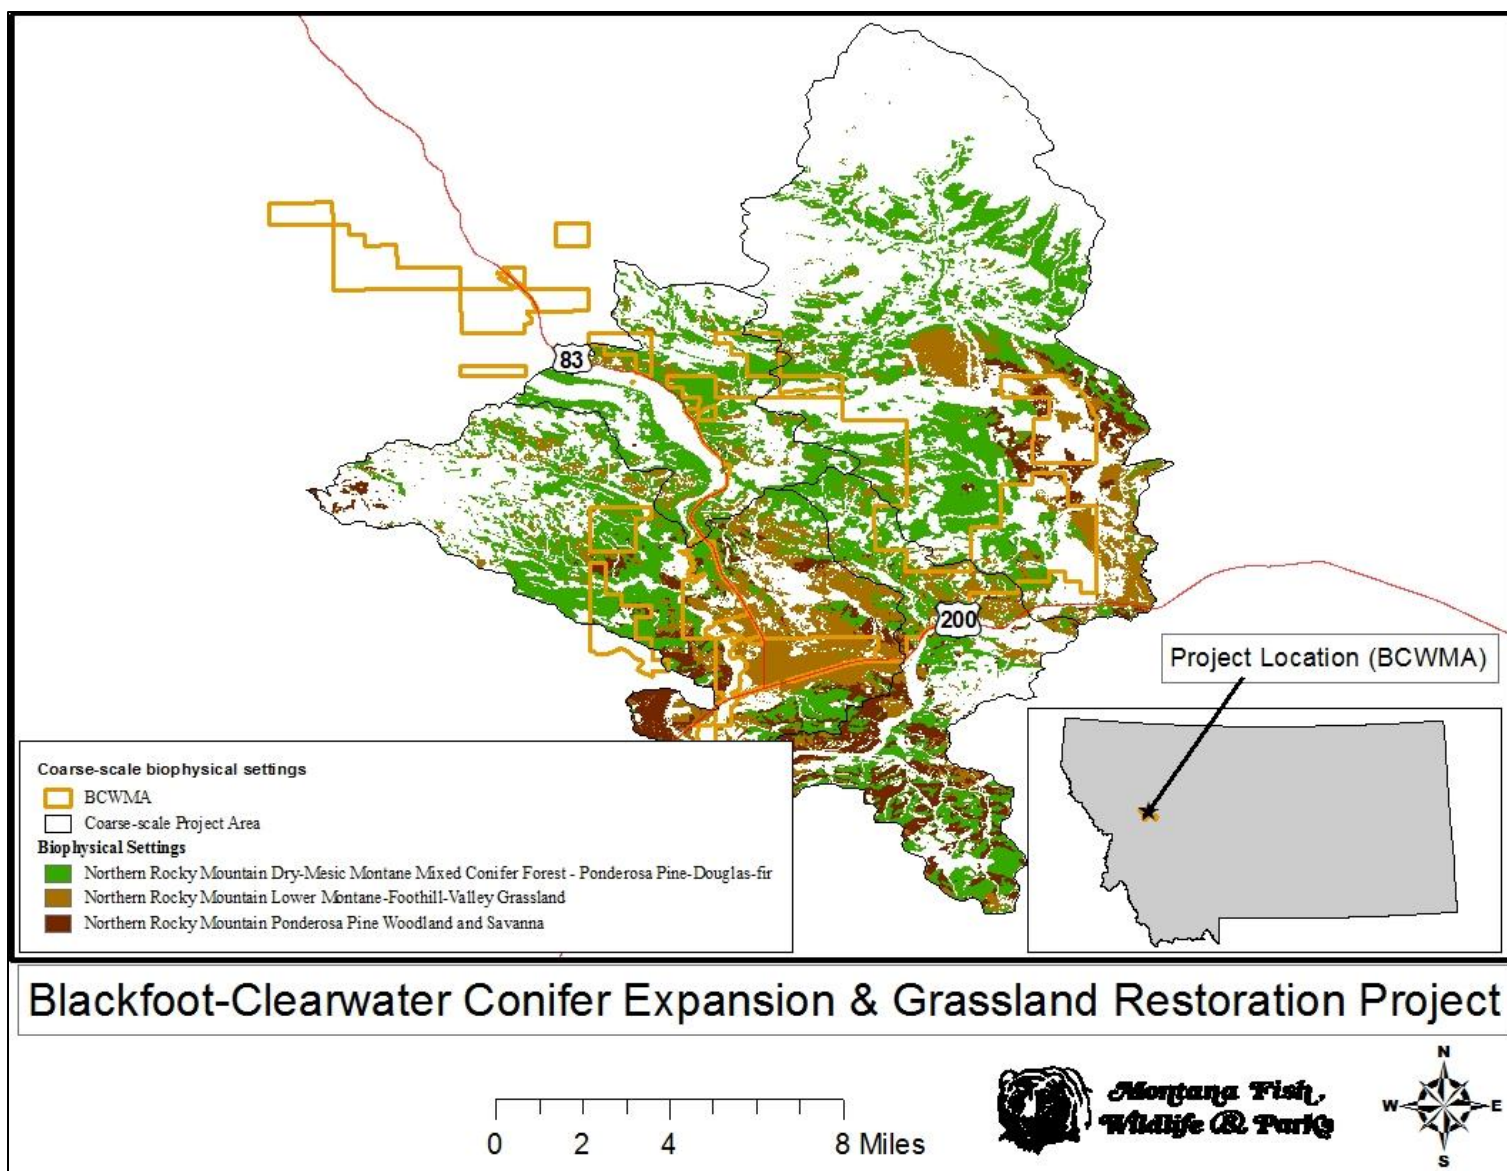 83
200
Project Location (BCWMA)
Coarse-scale biophysical settings
BCWMA
Coarse-scale Project Area
Biophysical Settings
Northern Rocky Mountain Dry-Mesic Montane Mixed Conifer Forest - Ponderosa Pine-Douglas-fir
Northern Rocky Mountain Lower Montane-Foothill-Valley Grassland
Northern Rocky Mountain Ponderosa Pine Woodland and Savanna
Blackfoot-Clearwater Conifer Expansion & Grassland Restoration Project
0 2 4 8 Miles
Montana Fish,
Wildlife & Parks
N
W E
S